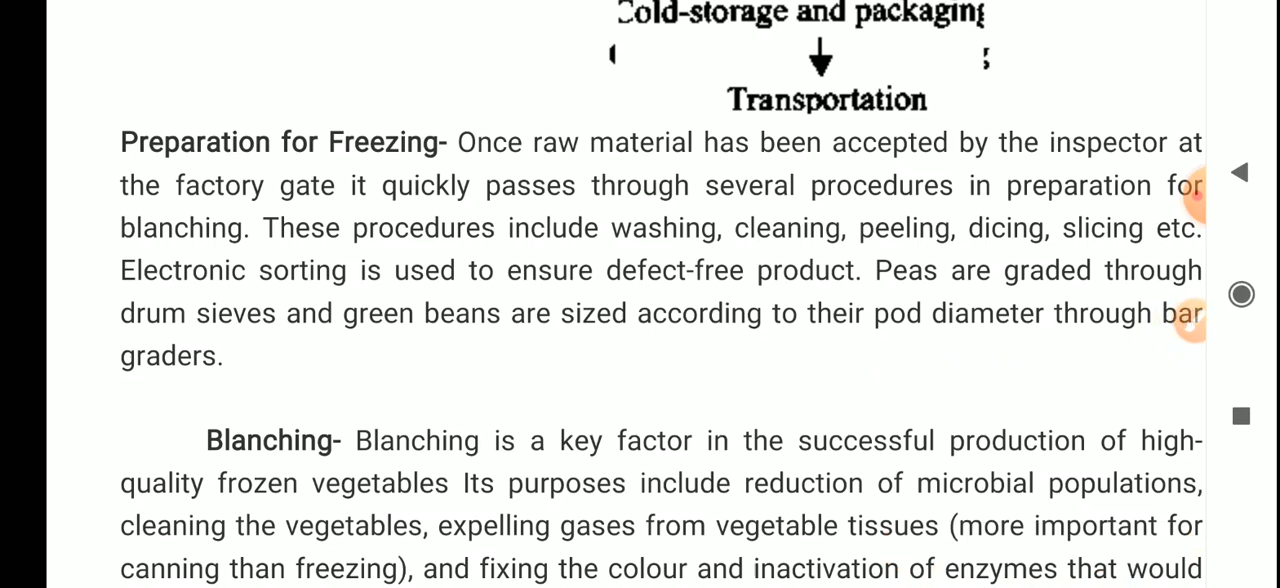 Cold-storage and packaging
Transportation
Preparation for Freezing- Once raw material has been accepted by the inspector at
the factory gate it quickly passes through several procedures in preparation for
blanching. These procedures include washing, cleaning, peeling, dicing, slicing etc.
Electronic sorting is used to ensure defect-free product. Peas are graded through
drum sieves and green beans are sized according to their pod diameter through bar
graders.
Blanching- Blanching is a key factor in the successful production of high-
quality frozen vegetables Its purposes include reduction of microbial populations,
cleaning the vegetables, expelling gases from vegetable tissues (more important for
canning than freezing), and fixing the colour and inactivation of enzymes that would